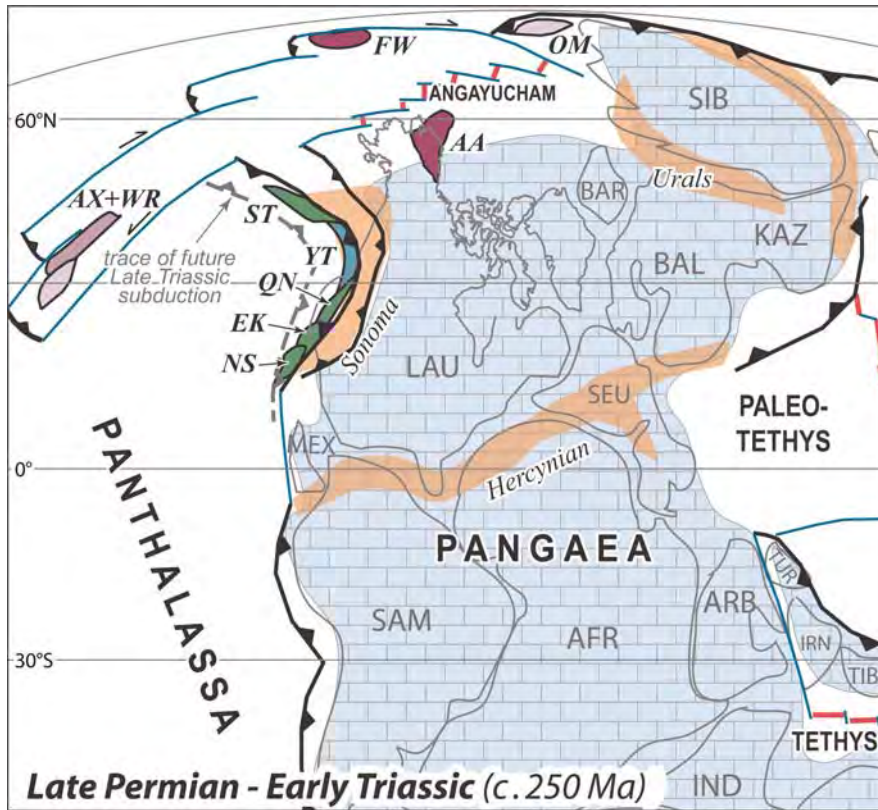 FW
OM
ANGAYUCHAM
SIB
60°N
AA
BAR
Urals
AX+WR
ST
KAZ
trace of future
Late Triassic
subduction
YT
BAL
QN
EK
Sonoma
NS
LAU
SEU
PALEO-
TETHYS
MEX
0°
Hercynian
PANTHALASSA
PANGAEA
TUR
ARB
SAM
AFR
IRN
30°S
TIB
TETHYS
IND
Late Permian - Early Triassic (c. 250 Ma)